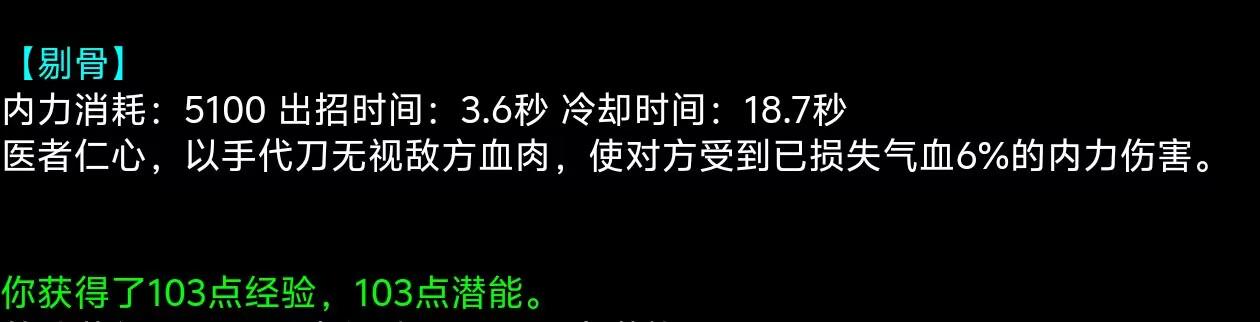 【剔骨】
内力消耗：5100 出招时间：3.6秒 冷却时间：18.7秒
医者仁心，以手代刀无视敌方血肉，使对方受到已损失气血6%的内力伤害。
你获得了103点经验，103点潜能。